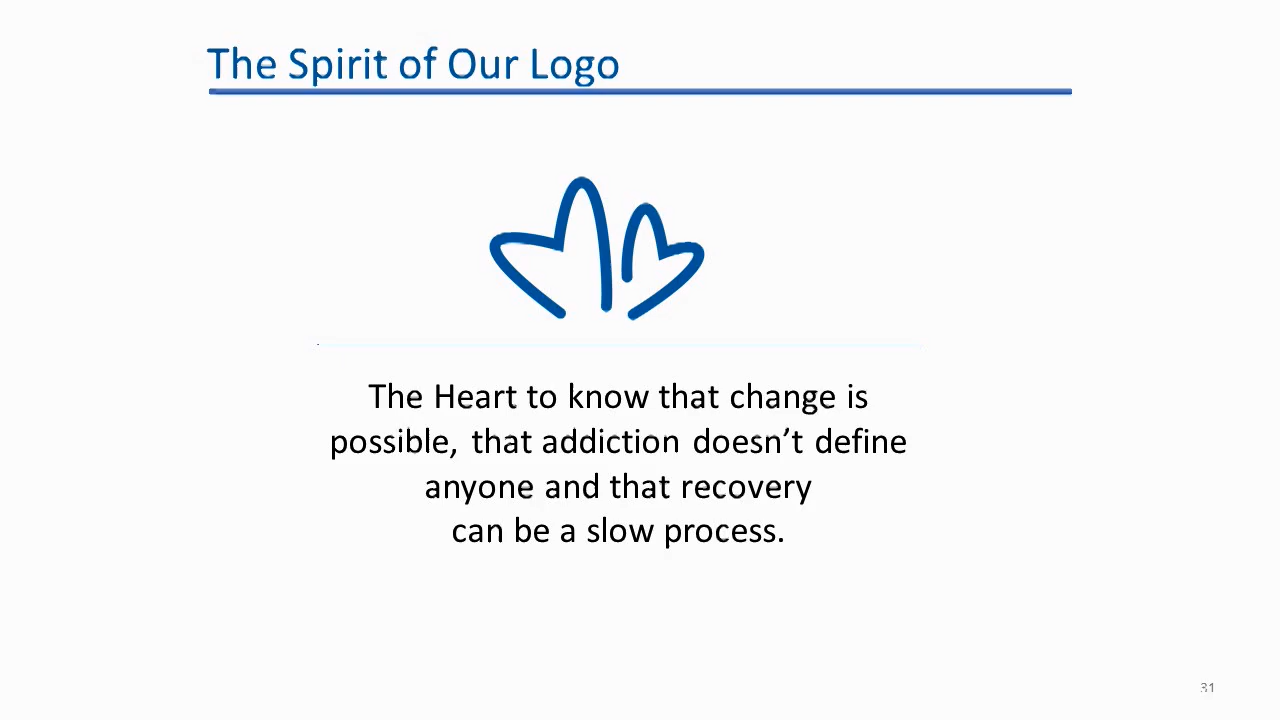 The Spirit of Our Logo
The Heart to know that change is
possible, that addiction doesn’t define
anyone and that recovery
can be a slow process.
31